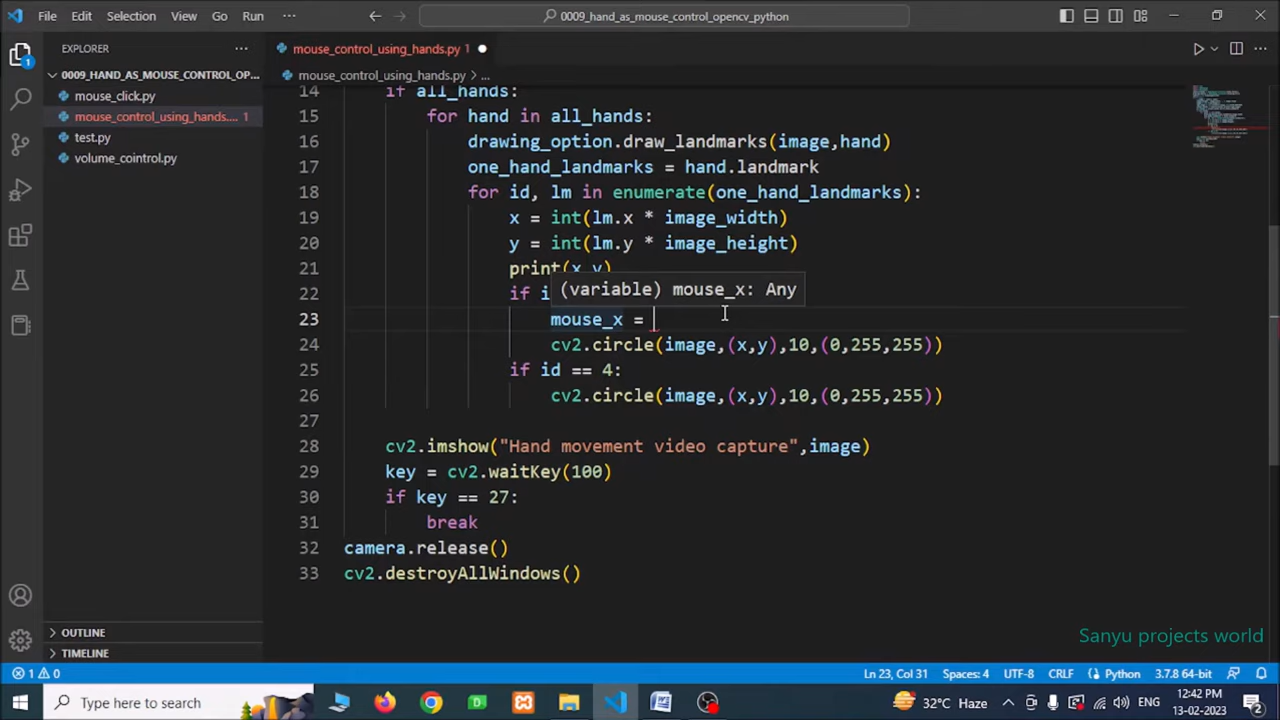 File Edit Selection View Go Run ··· 0009_hand_as_mouse_control_opencv_python
EXPLORER ··· mouse_control_using_hands.py 1
0009_HAND_AS_MOUSE_CONTROL_OP... mouse_control_using_hands.py > ...
mouse_click.py
mouse_control_using_hands.... 1
test.py
volume_cointrol.py
14 if all_hands:
15 for hand in all_hands:
16 drawing_option.draw_landmarks(image,hand)
17 one_hand_landmarks = hand.landmark
18 for id, lm in enumerate(one_hand_landmarks):
19 x = int(lm.x * image_width)
20 y = int(lm.y * image_height)
21 print(x,y)
(variable) mouse_x: Any
22 if i
23 mouse_x =
24 cv2.circle(image,(x,y),10,(0,255,255))
25 if id == 4:
26 cv2.circle(image,(x,y),10,(0,255,255))
27
28 cv2.imshow("Hand movement video capture",image)
29 key = cv2.waitKey(100)
30 if key == 27:
31 break
32 camera.release()
33 cv2.destroyAllWindows()
OUTLINE
TIMELINE
Sanyu projects world
1 0 Ln 23, Col 31 Spaces: 4 UTF-8 CRLF Python 3.7.8 64-bit
Type here to search 32°C Haze 12:42 PM
13-02-2023 2